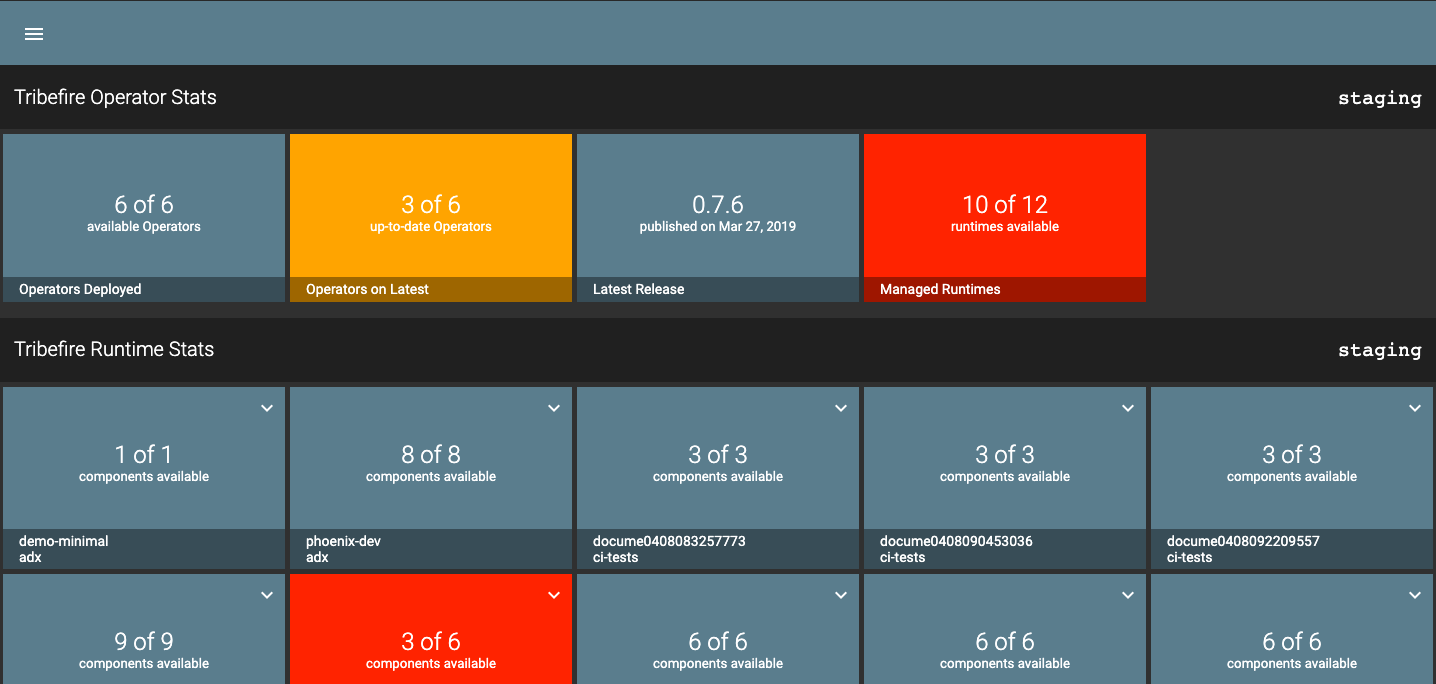 Tribefire Operator Stats
staging
6 of 6
available Operators
Operators Deployed
3 of 6
up-to-date Operators
Operators on Latest
0.7.6
published on Mar 27, 2019
Latest Release
10 of 12
runtimes available
Managed Runtimes
Tribefire Runtime Stats
staging
1 of 1
components available
demo-minimal
adx
8 of 8
components available
phoenix-dev
adx
3 of 3
components available
docume0408083257773
ci-tests
3 of 3
components available
docume0408090453036
ci-tests
3 of 3
components available
docume0408092209557
ci-tests
9 of 9
components available
3 of 6
components available
6 of 6
components available
6 of 6
components available
6 of 6
components available